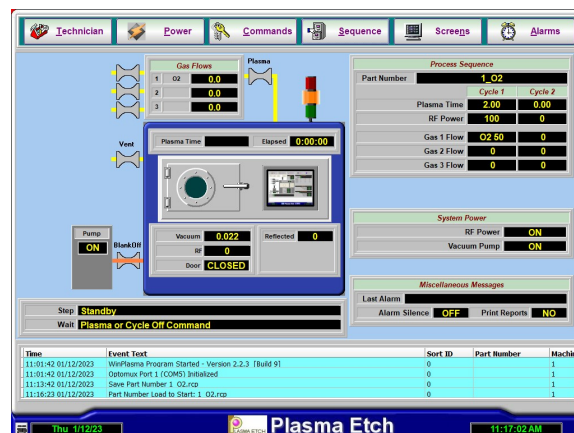 Technician Power Commands Sequence Screens Alarms
Gas Flows
1 O2 0.0
2 0.0
3 0.0
Plasma
Vent
Plasma Time Elapsed 0:00:00
Pump
ON
BlankOff
Vacuum 0.022
RF 0
Door CLOSED
Reflected 0
Process Sequence
Part Number 1_O2
Cycle 1 Cycle 2
Plasma Time 2.00 0.00
RF Power 100 0
Gas 1 Flow O2 50 0
Gas 2 Flow 0 0
Gas 3 Flow 0 0
System Power
RF Power ON
Vacuum Pump ON
Miscellaneous Messages
Last Alarm
Alarm Silence OFF Print Reports NO
Step Standby
Wait Plasma or Cycle Off Command
Time Event Text Sort ID Part Number Machin
11:01:42 01/12/2023 WinPlasma Program Started - Version 2.2.3 [Build 9] 0 1
11:01:42 01/12/2023 Optomux Port 1 (COM5) Initialized 0 1
11:13:42 01/12/2023 Save Part Number 1_O2.rcp 0 1
11:16:23 01/12/2023 Part Number Load to Start: 1_O2.rcp 0 1
Thu 1/12/23 PLASMA ETCH Plasma Etch 11:17:02 AM